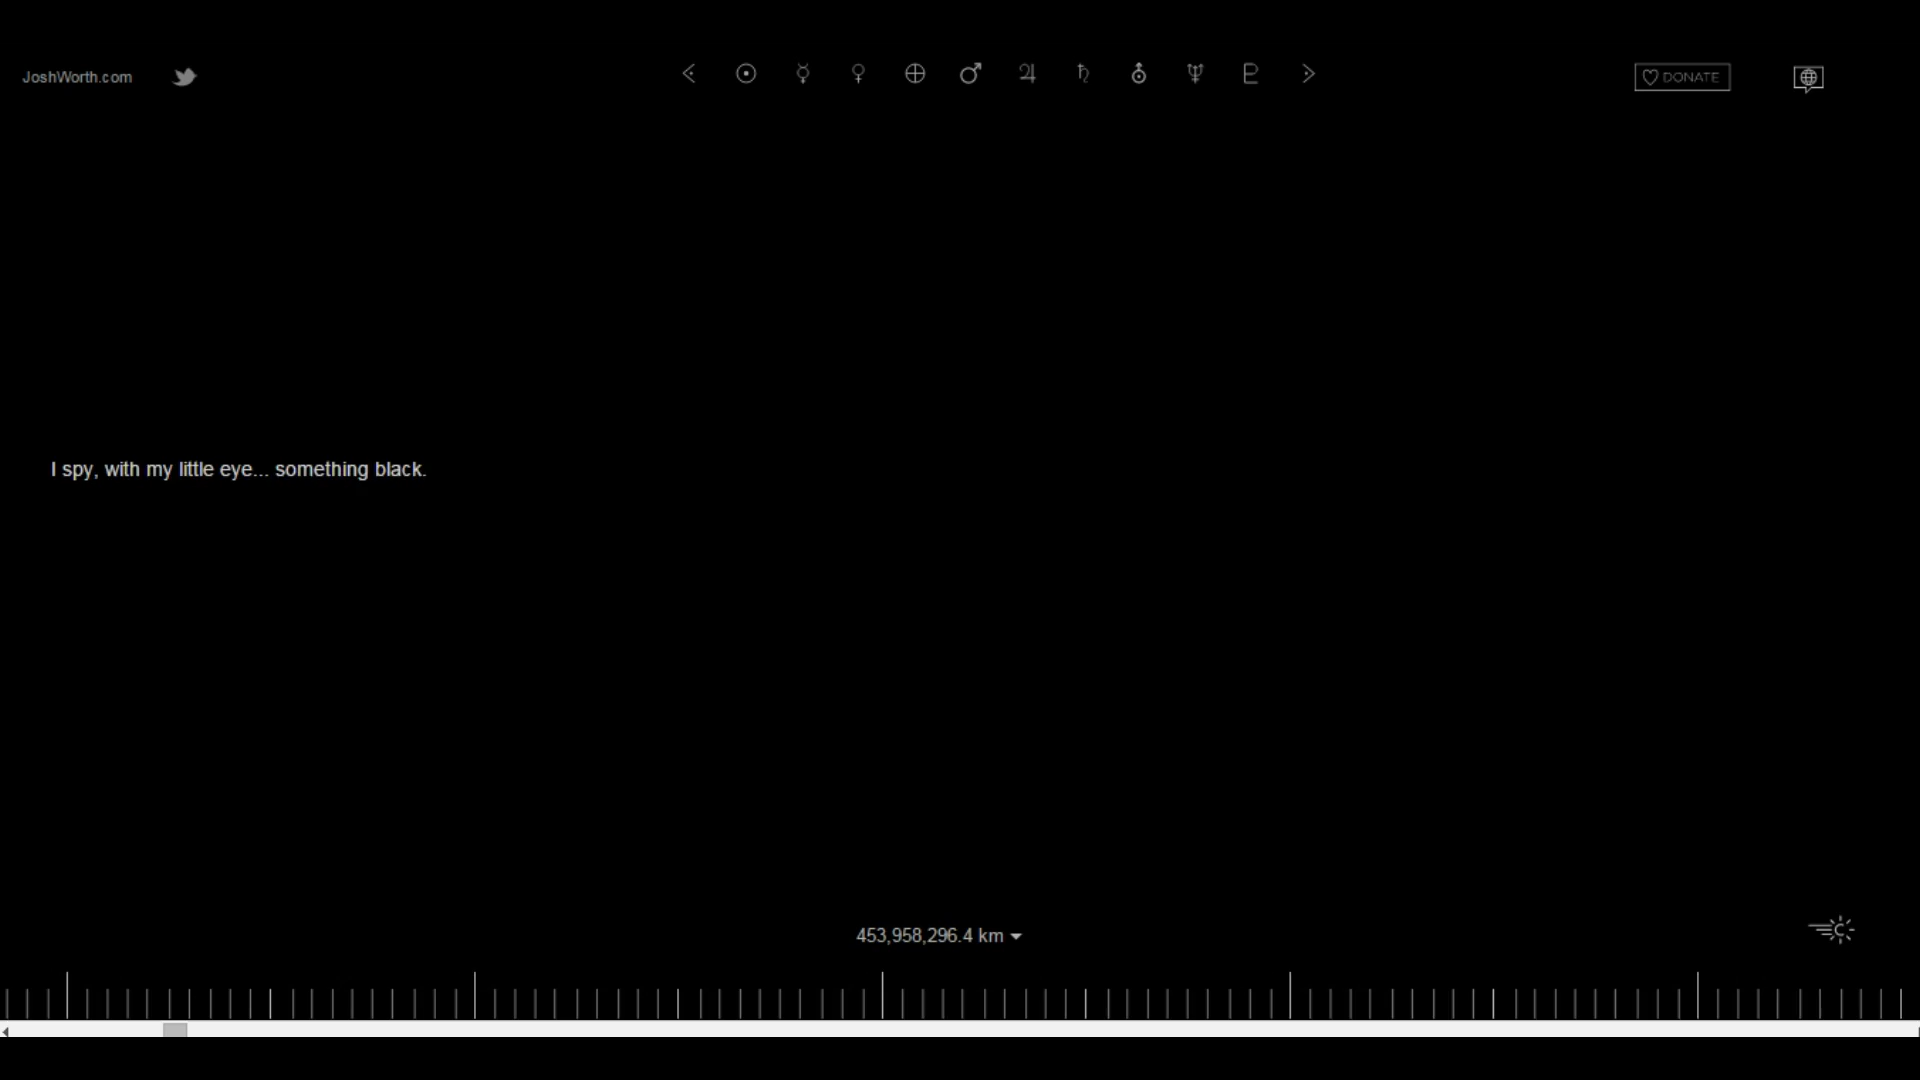 JoshWorth.com
DONATE
I spy, with my little eye... something black.
453,958,296.4 km